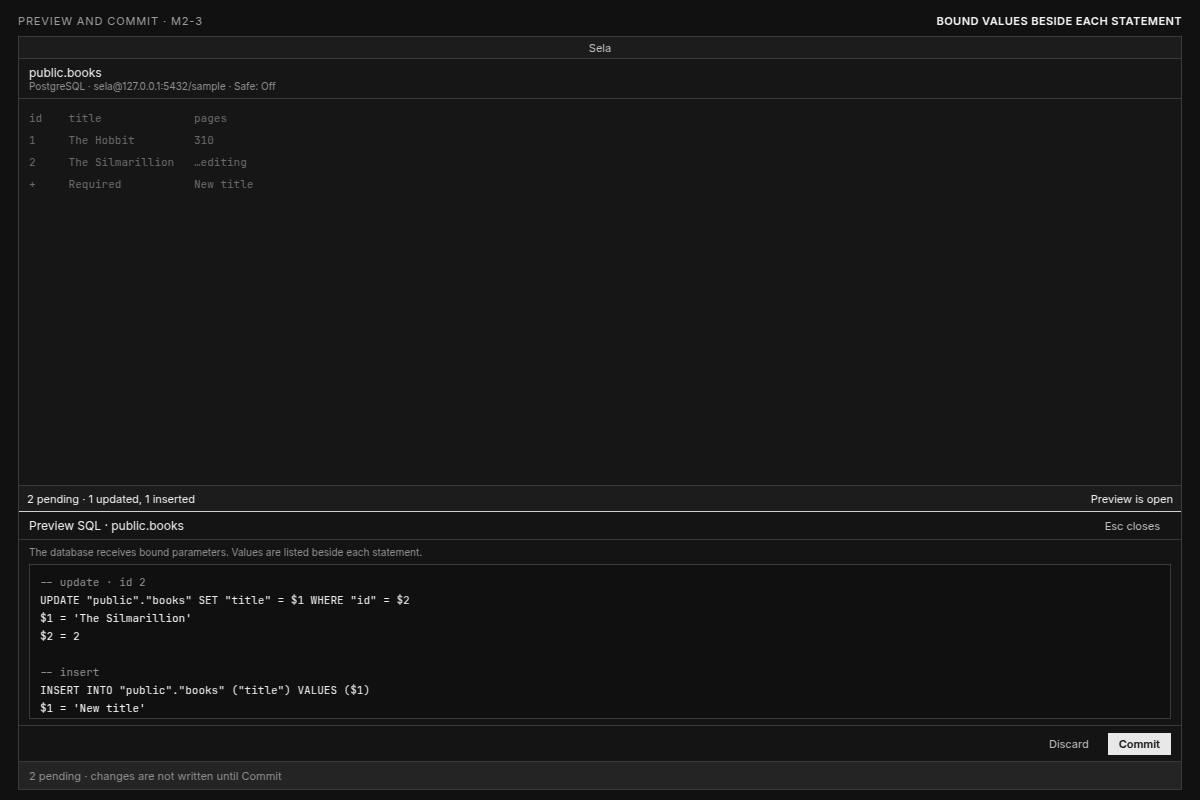 PREVIEW AND COMMIT · M2-3 BOUND VALUES BESIDE EACH STATEMENT
Sela
public.books
PostgreSQL · sela@127.0.0.1:5432/sample · Safe: Off
id title pages
1 The Hobbit 310
2 The Silmarillion …editing
+ Required New title
2 pending · 1 updated, 1 inserted Preview is open
Preview SQL · public.books Esc closes
The database receives bound parameters. Values are listed beside each statement.
-- update · id 2
UPDATE "public"."books" SET "title" = $1 WHERE "id" = $2
$1 = 'The Silmarillion'
$2 = 2
-- insert
INSERT INTO "public"."books" ("title") VALUES ($1)
$1 = 'New title'
Discard Commit
2 pending · changes are not written until Commit